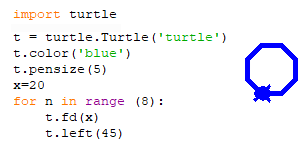 import turtle
t = turtle.Turtle('turtle')
t.color('blue')
t.pensize(5)
x=20
for n in range (8):
    t.fd(x)
    t.left(45)